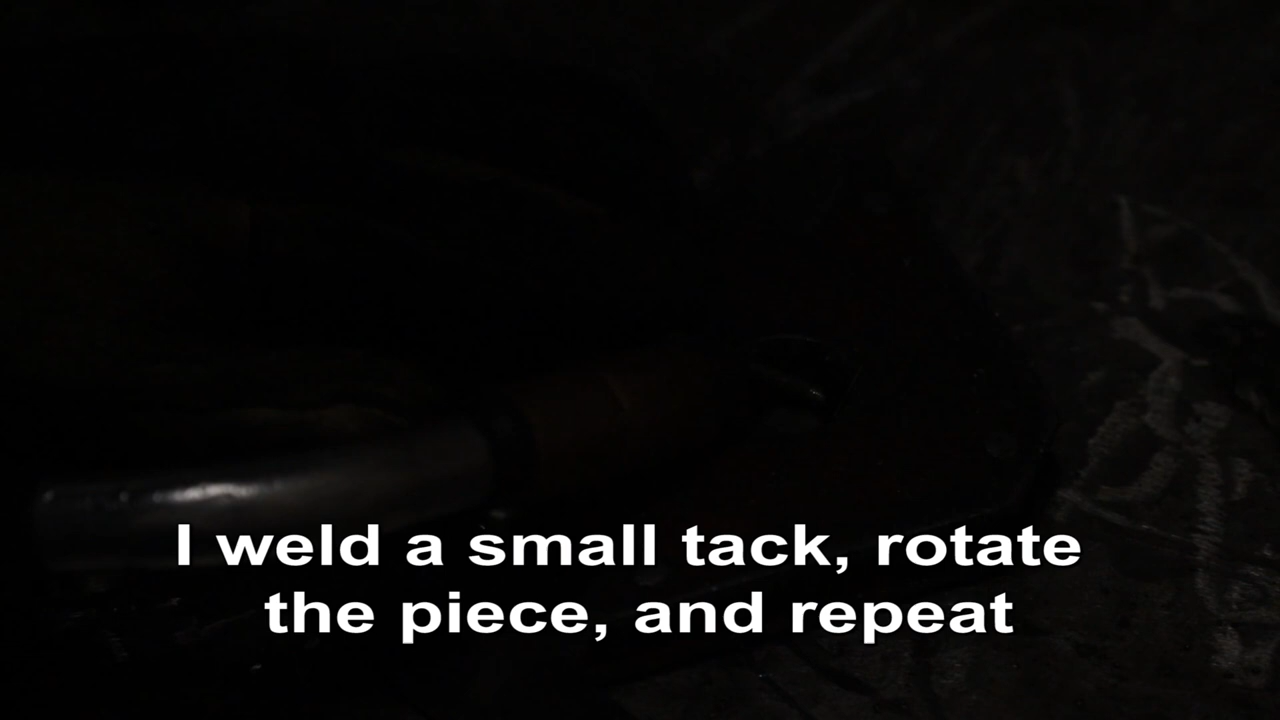 I weld a small tack, rotate
the piece, and repeat